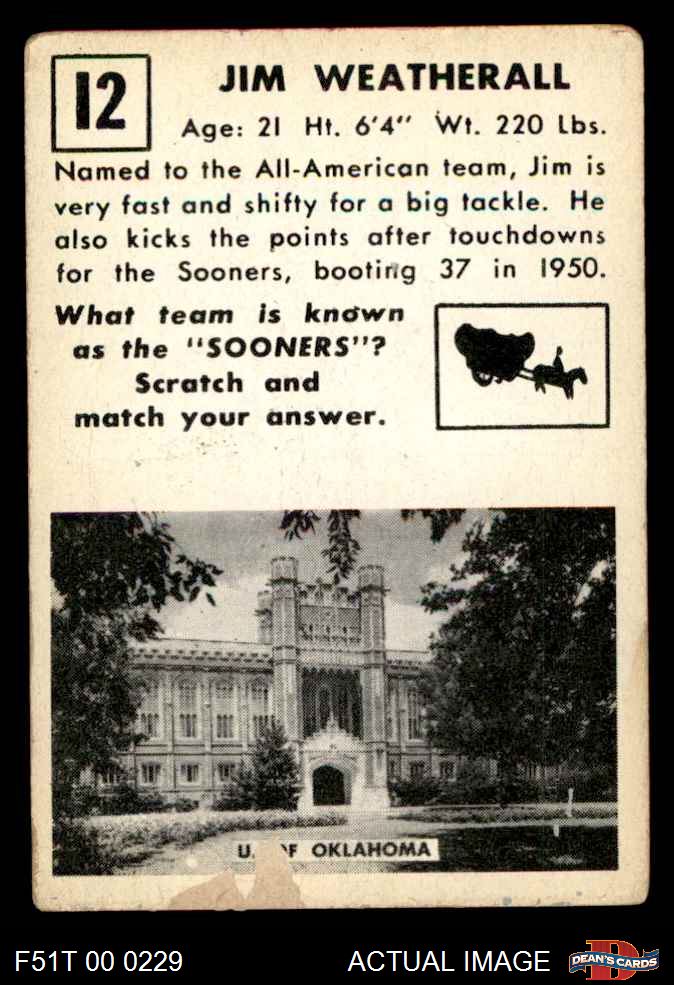 12
JIM WEATHERALL
Age: 21 Ht. 6'4" Wt. 220 Lbs.
Named to the All-American team, Jim is
very fast and shifty for a big tackle. He
also kicks the points after touchdowns
for the Sooners, booting 37 in 1950.
What team is known
as the "SOONERS"?
Scratch and
match your answer.
U. OF OKLAHOMA
F51T 00 0229
ACTUAL IMAGE
DEAN'S CARDS